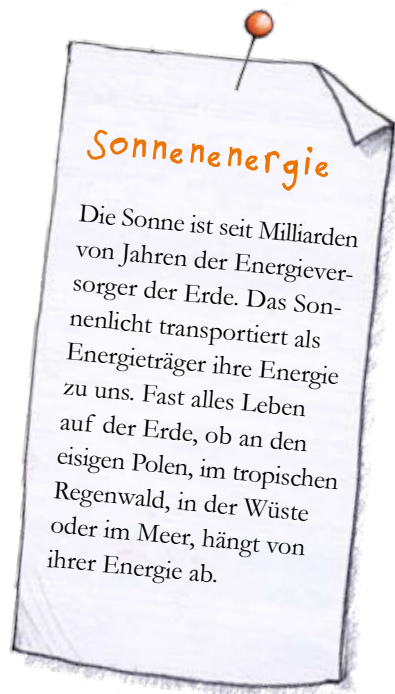 Sonnenenergie
Die Sonne ist seit Milliarden
von Jahren der Energiever-
sorger der Erde. Das Son-
nenlicht transportiert als
Energieträger ihre Energie
zu uns. Fast alles Leben
auf der Erde, ob an den
eisigen Polen, im tropischen
Regenwald, in der Wüste
oder im Meer, hängt von
ihrer Energie ab.